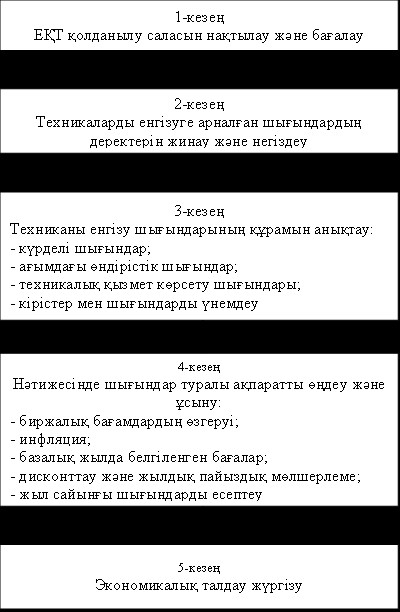 1-кезең
ЕҚТ қолданылу саласын нақтылау және бағалау
2-кезең
Техникаларды енгізуге арналған шығындардың
деректерін жинау және негіздеу
3-кезең
Техниканы енгізу шығындарының құрамын анықтау:
- күрделі шығындар;
- ағымдағы өндірістік шығындар;
- техникалық қызмет көрсету шығындары;
- кірістер мен шығындарды үнемдеу
4-кезең
Нәтижесінде шығындар туралы ақпаратты өңдеу және
ұсыну:
- биржалық бағамдардың өзгеруі;
- инфляция;
- базалық жылда белгіленген бағалар;
- дисконттау және жылдық пайыздық мөлшерлеме;
- жыл сайынғы шығындарды есептеу
5-кезең
Экономикалық талдау жүргізу